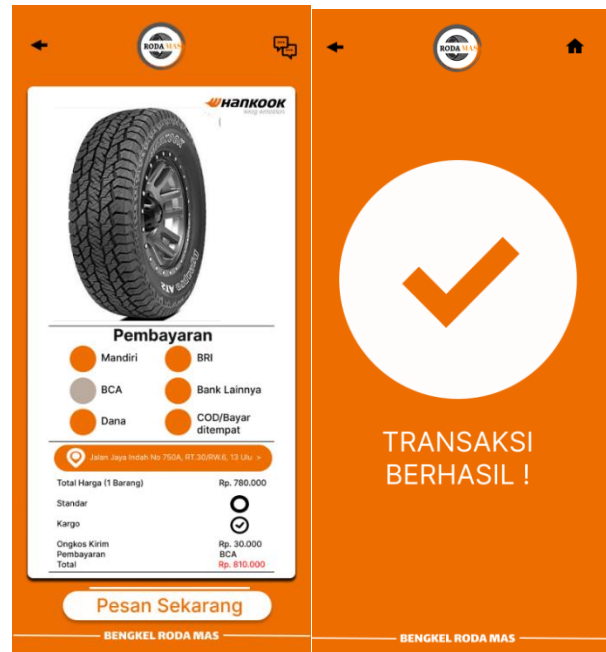 RODA MAS
HANKOOK
driving emotion
Pembayaran
Mandiri
BRI
BCA
Bank Lainnya
Dana
COD/Bayar
ditempat
Jalan Jaya Indah No 750A, RT.30/RW.6, 13 Ulu >
Total Harga (1 Barang) Rp. 780.000
Standar
Kargo
Ongkos Kirim Rp. 30.000
Pembayaran BCA
Total Rp. 810.000
Pesan Sekarang
BENGKEL RODA MAS
RODA MAS
TRANSAKSI
BERHASIL !
BENGKEL RODA MAS